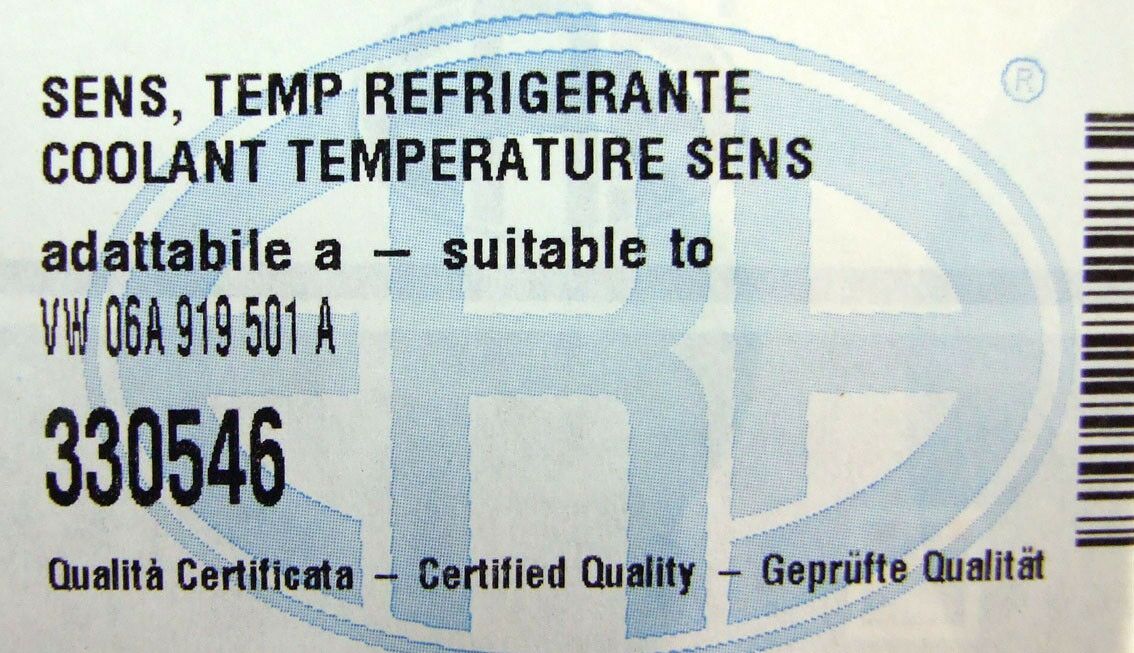 SENS, TEMP REFRIGERANTE
COOLANT TEMPERATURE SENS
adattabile a – suitable to
VW 06A 919 501 A
330546
Qualità Certificata – Certified Quality – Geprüfte Qualität
ERA
®